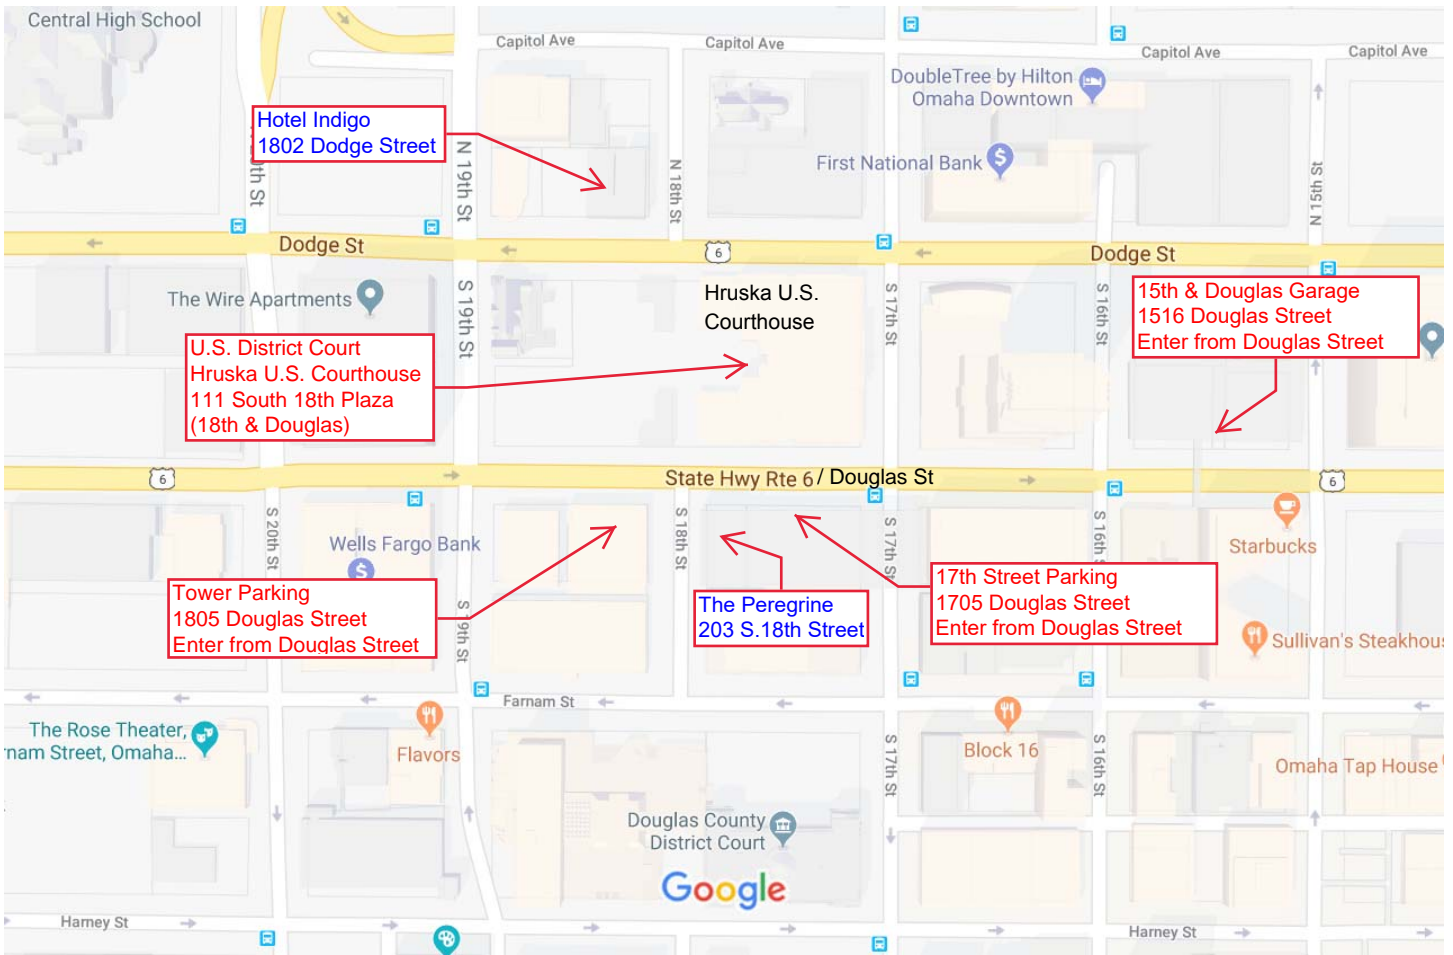 Central High School
Capitol Ave
Capitol Ave
Capitol Ave
Capitol Ave
DoubleTree by Hilton
Omaha Downtown
Hotel Indigo
1802 Dodge Street
First National Bank
N 19th St
N 18th St
N 15th St
Dodge St
6
Dodge St
The Wire Apartments
Hruska U.S.
Courthouse
S 19th St
S 17th St
S 16th St
15th & Douglas Garage
1516 Douglas Street
Enter from Douglas Street
U.S. District Court
Hruska U.S. Courthouse
111 South 18th Plaza
(18th & Douglas)
6
State Hwy Rte 6 / Douglas St
6
S 20th St
Wells Fargo Bank
S 18th St
S 17th St
S 16th St
Starbucks
Tower Parking
1805 Douglas Street
Enter from Douglas Street
S 19th St
The Peregrine
203 S.18th Street
17th Street Parking
1705 Douglas Street
Enter from Douglas Street
Sullivan's Steakhous
Farnam St
The Rose Theater,
rnam Street, Omaha...
Flavors
S 17th St
Block 16
S 16th St
Omaha Tap House
Douglas County
District Court
Google
Harney St
Harney St